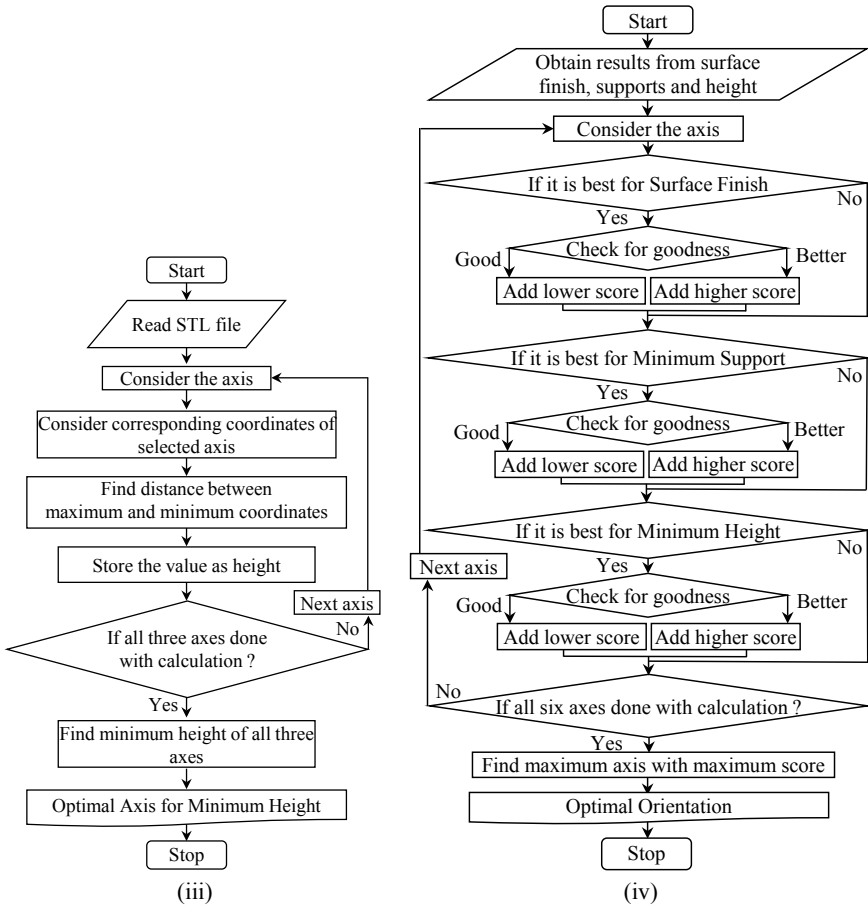 Start
Read STL file
Consider the axis
Consider corresponding coordinates of
selected axis
Find distance between
maximum and minimum coordinates
Store the value as height
Next axis
If all three axes done
with calculation ?
No
Yes
Find minimum height of all three
axes
Optimal Axis for Minimum Height
Stop
(iii)
Start
Obtain results from surface
finish, supports and height
Consider the axis
If it is best for Surface Finish
No
Yes
Check for goodness
Good
Better
Add lower score
Add higher score
If it is best for Minimum Support
No
Yes
Check for goodness
Good
Better
Add lower score
Add higher score
If it is best for Minimum Height
No
Yes
Next axis
Check for goodness
Good
Better
Add lower score
Add higher score
No
If all six axes done with calculation ?
Yes
Find maximum axis with maximum score
Optimal Orientation
Stop
(iv)